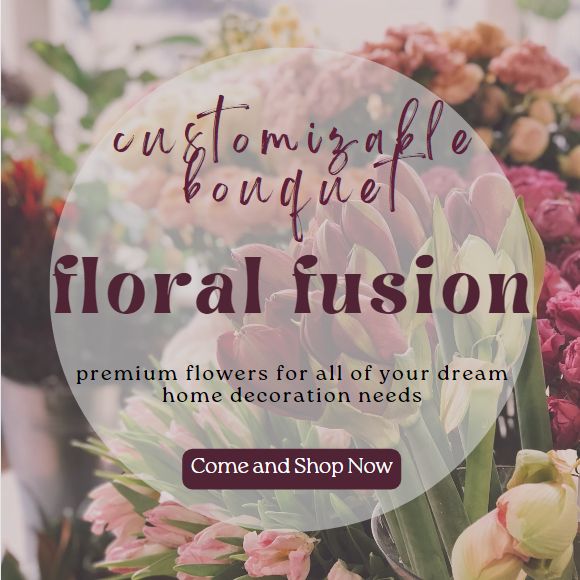 customizable
bouquet
floral fusion
premium flowers for all of your dream
home decoration needs
Come and Shop Now